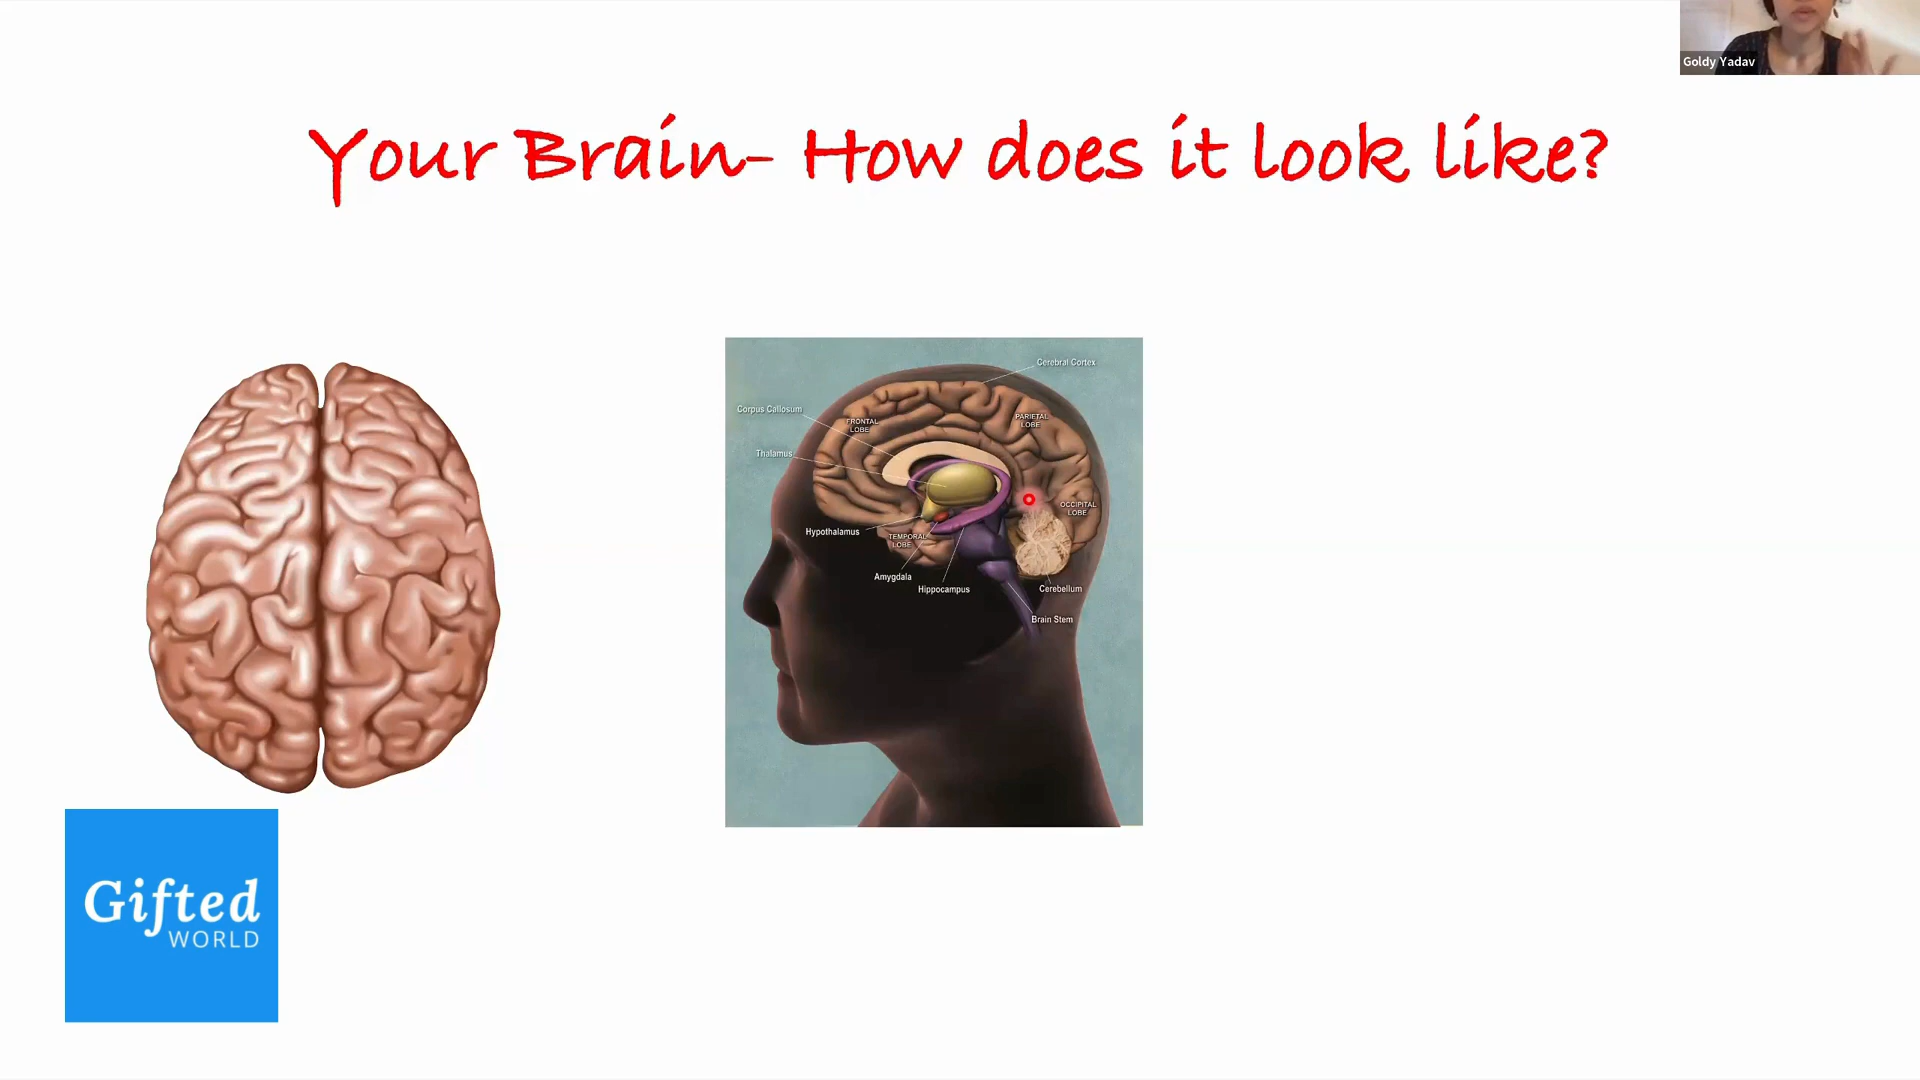 Goldy Yadav
Your Brain- How does it look like?
Cerebral Cortex
Corpus Callosum
FRONTAL
LOBE
PARIETAL
LOBE
Thalamus
OCCIPITAL
LOBE
Hypothalamus
TEMPORAL
LOBE
Amygdala
Hippocampus
Cerebellum
Brain Stem
Gifted
WORLD